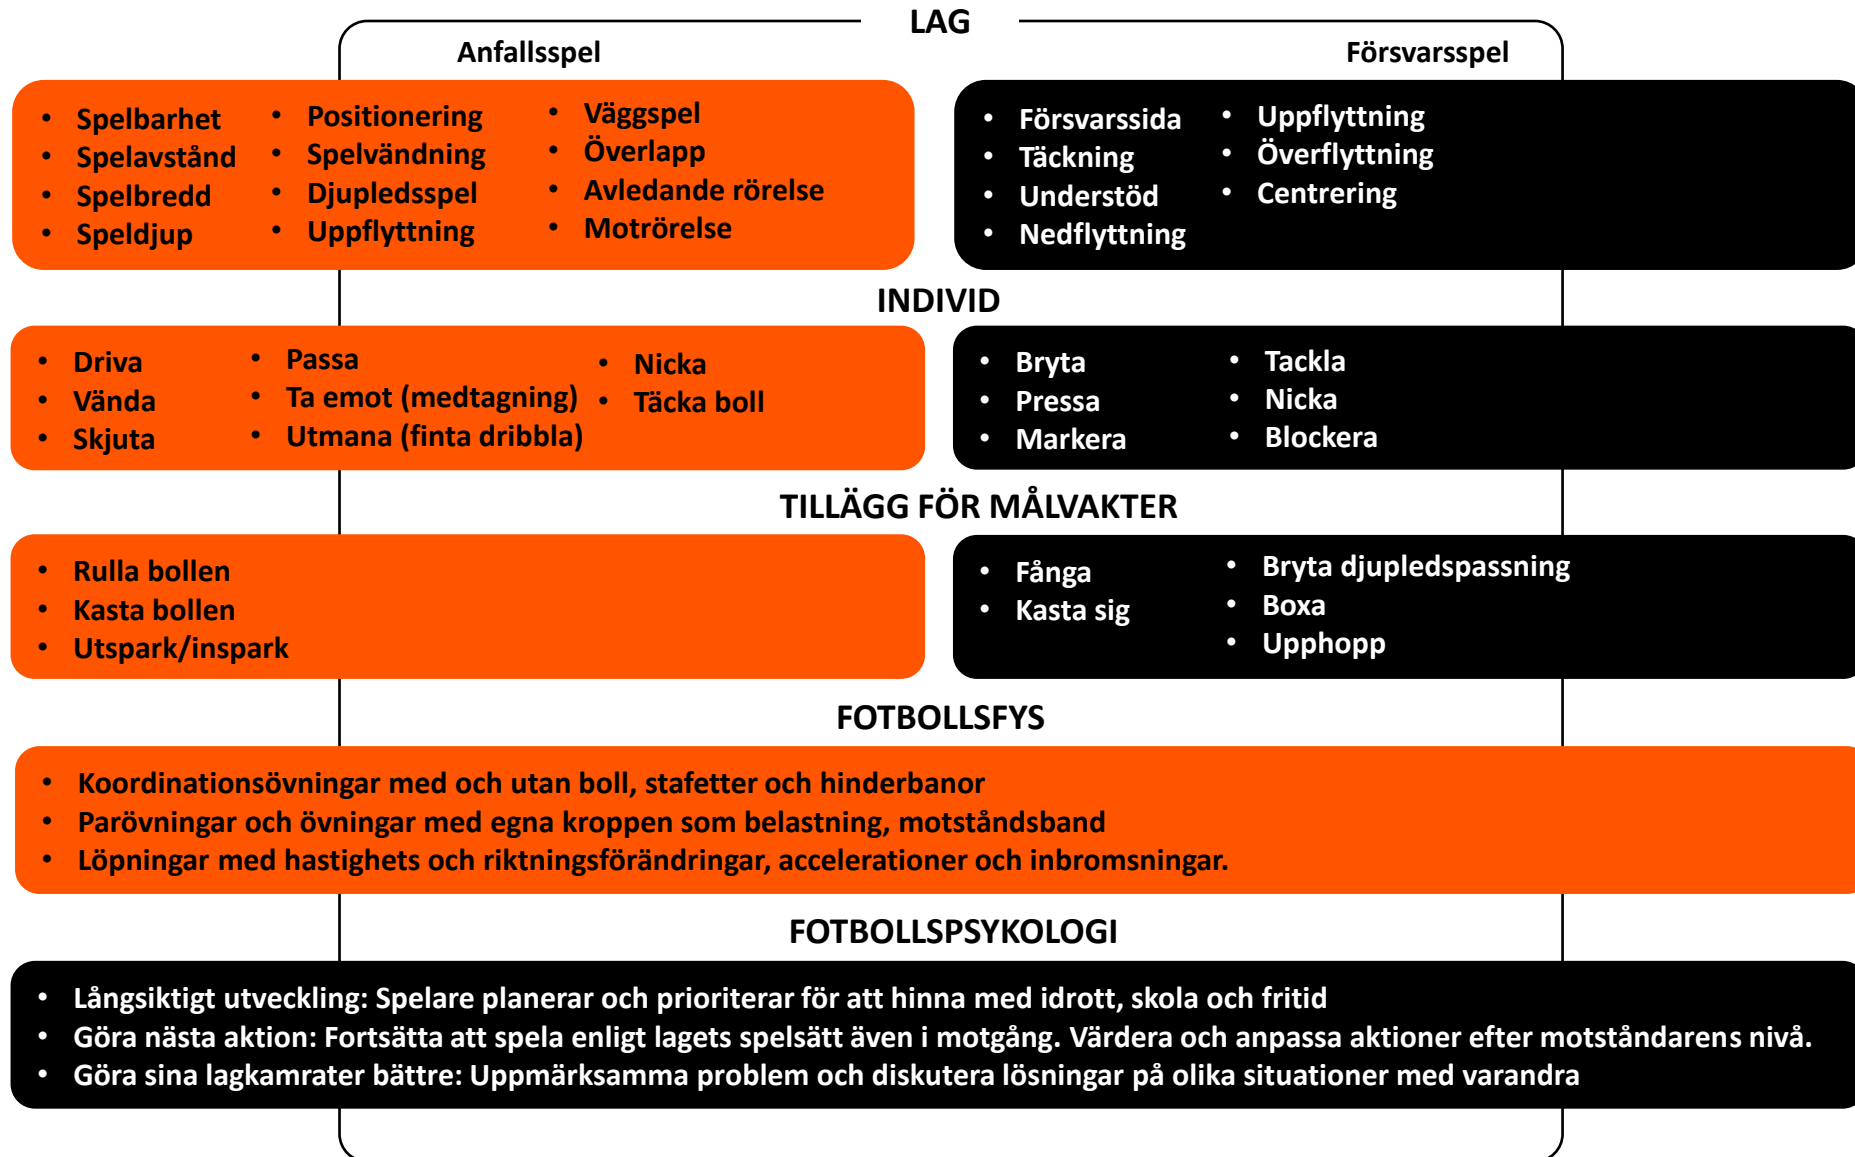 LAG
Anfallsspel
Försvarsspel
• Spelbarhet
• Spelavstånd
• Spelbredd
• Speldjup
• Positionering
• Spelvändning
• Djupledsspel
• Uppflyttning
• Väggspel
• Överlapp
• Avledande rörelse
• Motrörelse
• Försvarssida
• Täckning
• Understöd
• Nedflyttning
• Uppflyttning
• Överflyttning
• Centrering
INDIVID
• Driva
• Vända
• Skjuta
• Passa
• Ta emot (medtagning)
• Utmana (finta dribbla)
• Nicka
• Täcka boll
• Bryta
• Pressa
• Markera
• Tackla
• Nicka
• Blockera
TILLÄGG FÖR MÅLVAKTER
• Rulla bollen
• Kasta bollen
• Utspark/inspark
• Fånga
• Kasta sig
• Bryta djupledspassning
• Boxa
• Upphopp
FOTBOLLSFYS
• Koordinationsövningar med och utan boll, stafetter och hinderbanor
• Parövningar och övningar med egna kroppen som belastning, motståndsband
• Löpningar med hastighets och riktningsförändringar, accelerationer och inbromsningar.
FOTBOLLSPSYKOLOGI
• Långsiktigt utveckling: Spelare planerar och prioriterar för att hinna med idrott, skola och fritid
• Göra nästa aktion: Fortsätta att spela enligt lagets spelsätt även i motgång. Värdera och anpassa aktioner efter motståndarens nivå.
• Göra sina lagkamrater bättre: Uppmärksamma problem och diskutera lösningar på olika situationer med varandra